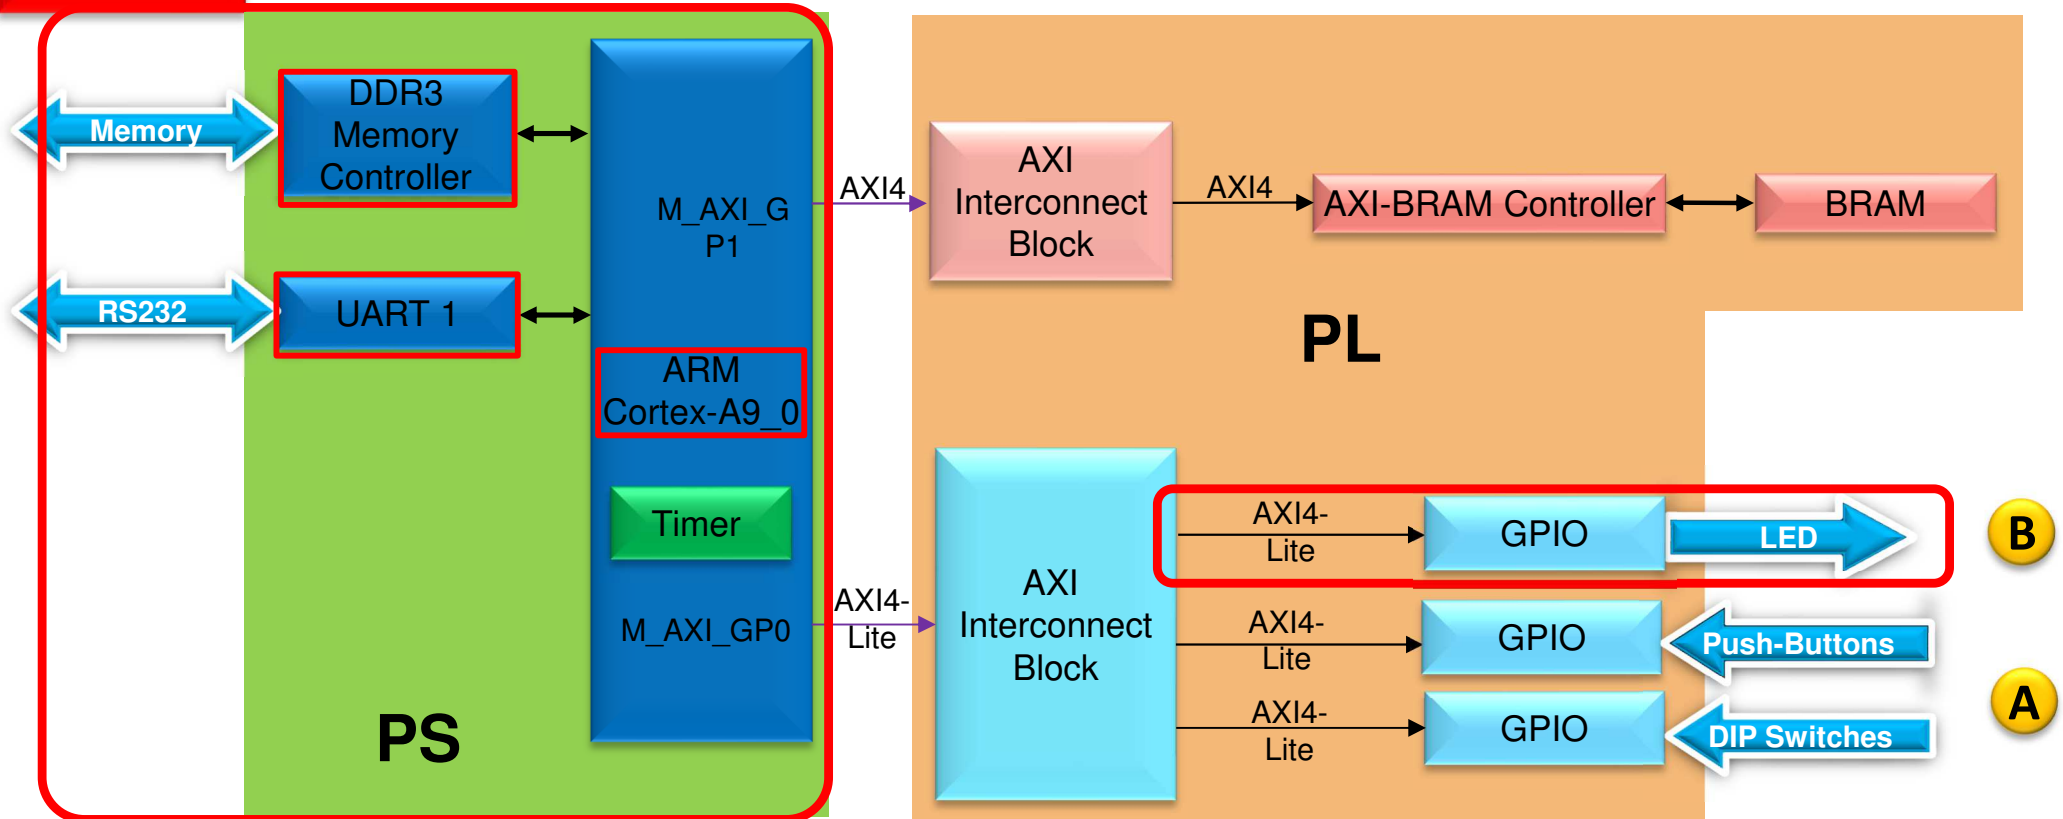 DDR3
Memory
Controller
Memory
M_AXI_G
P1
AXI4
AXI
Interconnect
Block
AXI4
AXI-BRAM Controller
BRAM
RS232
UART 1
PL
ARM
Cortex-A9_0
Timer
M_AXI_GP0
AXI4-
Lite
PS
AXI
Interconnect
Block
AXI4-
Lite
GPIO
LED
B
AXI4-
Lite
GPIO
Push-Buttons
A
AXI4-
Lite
GPIO
DIP Switches